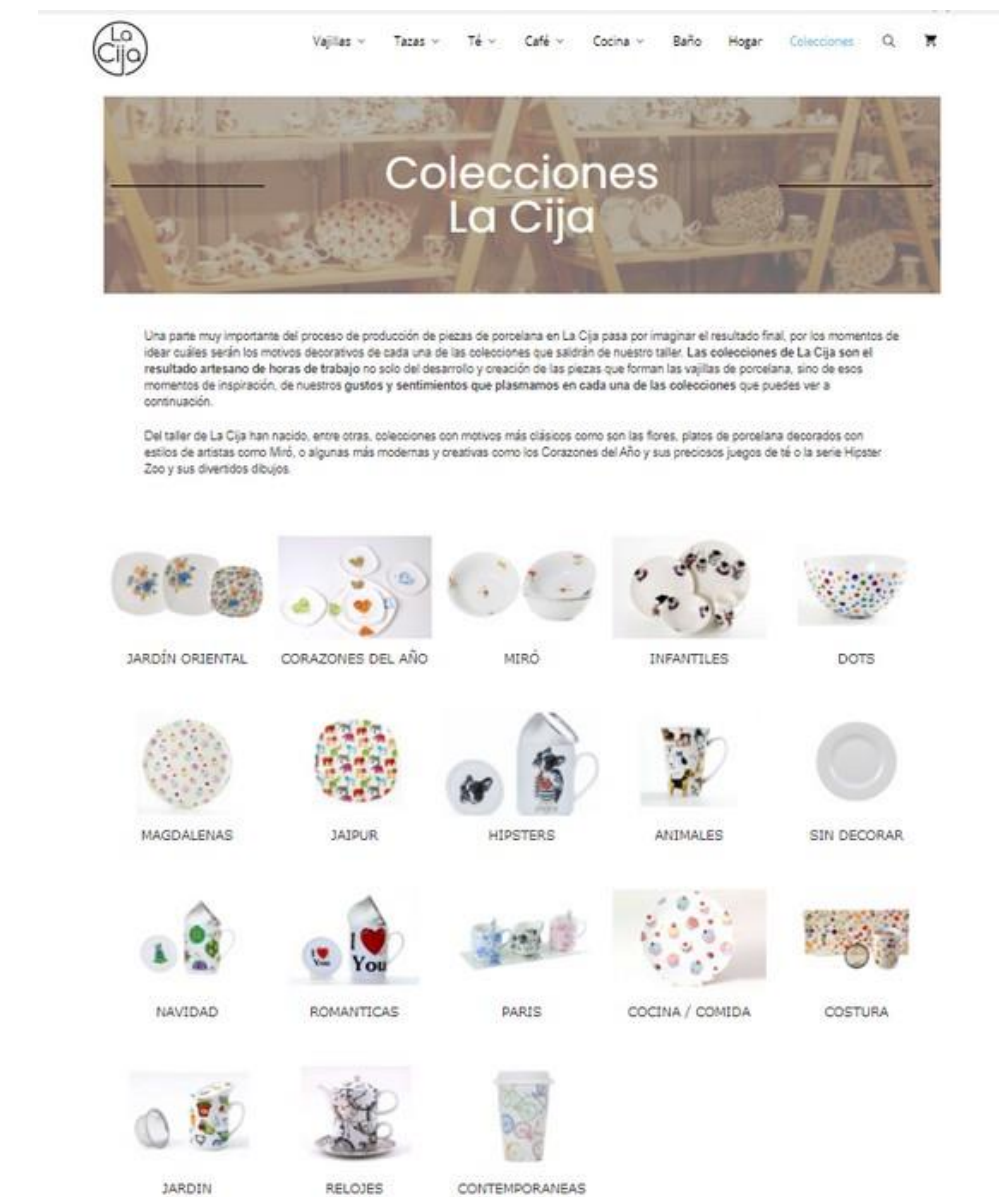 La
Cija
Vajillas Tazas Té Café Cocina Baño Hogar Colecciones
Colecciones
La Cija
Una parte muy importante del proceso de producción de piezas de porcelana en La Cija pasa por imaginar el resultado final, por los momentos de
idear cuáles serán los motivos decorativos de cada una de las colecciones que saldrán de nuestro taller. Las colecciones de La Cija son el
resultado artesano de horas de trabajo no solo del desarrollo y creación de las piezas que forman las vajillas de porcelana, sino de esos
momentos de inspiración, de nuestros gustos y sentimientos que plasmamos en cada una de las colecciones que puedes ver a
continuación.
Del taller de La Cija han nacido, entre otras, colecciones con motivos más clásicos como son las flores, platos de porcelana decorados con
estilos de artistas como Miró, o algunas más modernas y creativas como los Corazones del Año y sus preciosos juegos de té o la serie Hipster
Zoo y sus divertidos dibujos.
JARDÍN ORIENTAL CORAZONES DEL AÑO MIRÓ INFANTILES DOTS
MAGDALENAS JAIPUR HIPSTERS ANIMALES SIN DECORAR
I
You
I
You
NAVIDAD ROMANTICAS PARIS COCINA / COMIDA COSTURA
JARDIN RELOJES CONTEMPORANEAS